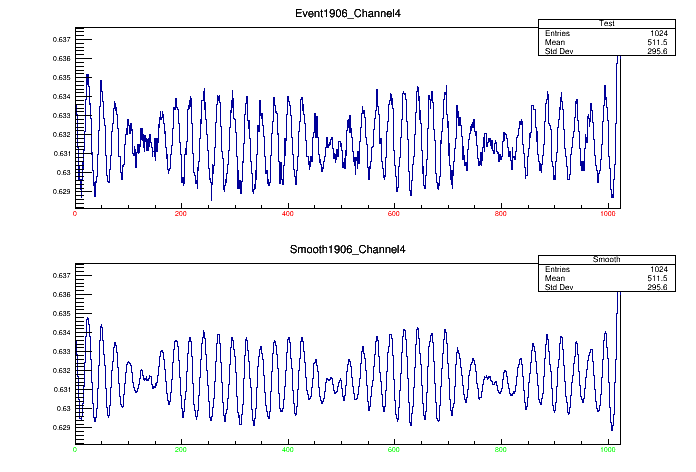 Event1906_Channel4
Test
Entries 1024
Mean 511.5
Std Dev 295.6
0.637
0.636
0.635
0.634
0.633
0.632
0.631
0.63
0.629
0 200 400 600 800 1000
Smooth1906_Channel4
Smooth
Entries 1024
Mean 511.5
Std Dev 295.6
0.637
0.636
0.635
0.634
0.633
0.632
0.631
0.63
0.629
0 200 400 600 800 1000